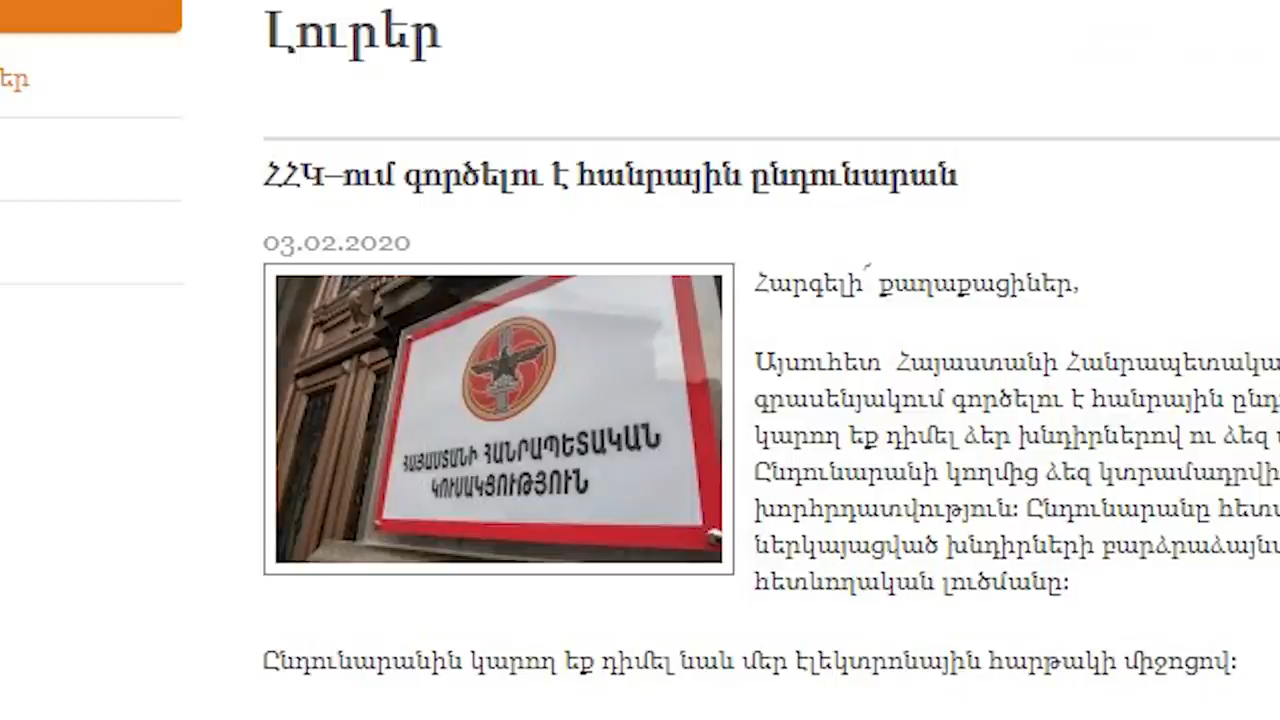 Լուրեր
եր
ՀՀԿ–ում գործելու է հանրային ընդունարան
03.02.2020
ՀԱՅԱՍՏԱՆԻ ՀԱՆՐԱՊԵՏԱԿԱՆ
ԿՈՒՍԱԿՑՈՒԹՅՈՒՆ
Հարգելի՜ քաղաքացիներ,
Այսուհետ Հայաստանի Հանրապետակա
գրասենյակում գործելու է հանրային ընդ
կարող եք դիմել ձեր խնդիրներով ու ձեզ
Ընդունարանի կողմից ձեզ կտրամադրվի
խորհրդատվություն: Ընդունարանը հետ
ներկայացված խնդիրների բարձրաձայն
հետևողական լուծմանը:
Ընդունարանին կարող եք դիմել նաև մեր էլեկտրոնային հարթակի միջոցով: